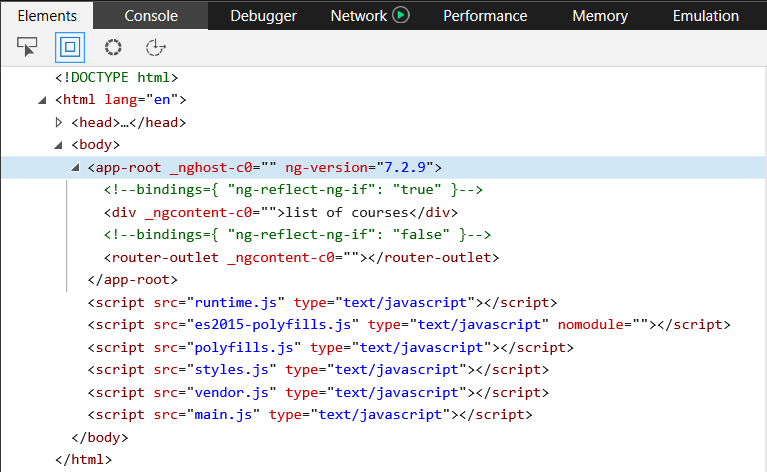 Elements Console Debugger Network Performance Memory Emulation
<!DOCTYPE html>
<html lang="en">
<head>…</head>
<body>
<app-root _nghost-c0="" ng-version="7.2.9">
<!--bindings={ "ng-reflect-ng-if": "true" }-->
<div _ngcontent-c0="">list of courses</div>
<!--bindings={ "ng-reflect-ng-if": "false" }-->
<router-outlet _ngcontent-c0=""></router-outlet>
</app-root>
<script src="runtime.js" type="text/javascript"></script>
<script src="es2015-polyfills.js" type="text/javascript" nomodule=""></script>
<script src="polyfills.js" type="text/javascript"></script>
<script src="styles.js" type="text/javascript"></script>
<script src="vendor.js" type="text/javascript"></script>
<script src="main.js" type="text/javascript"></script>
</body>
</html>